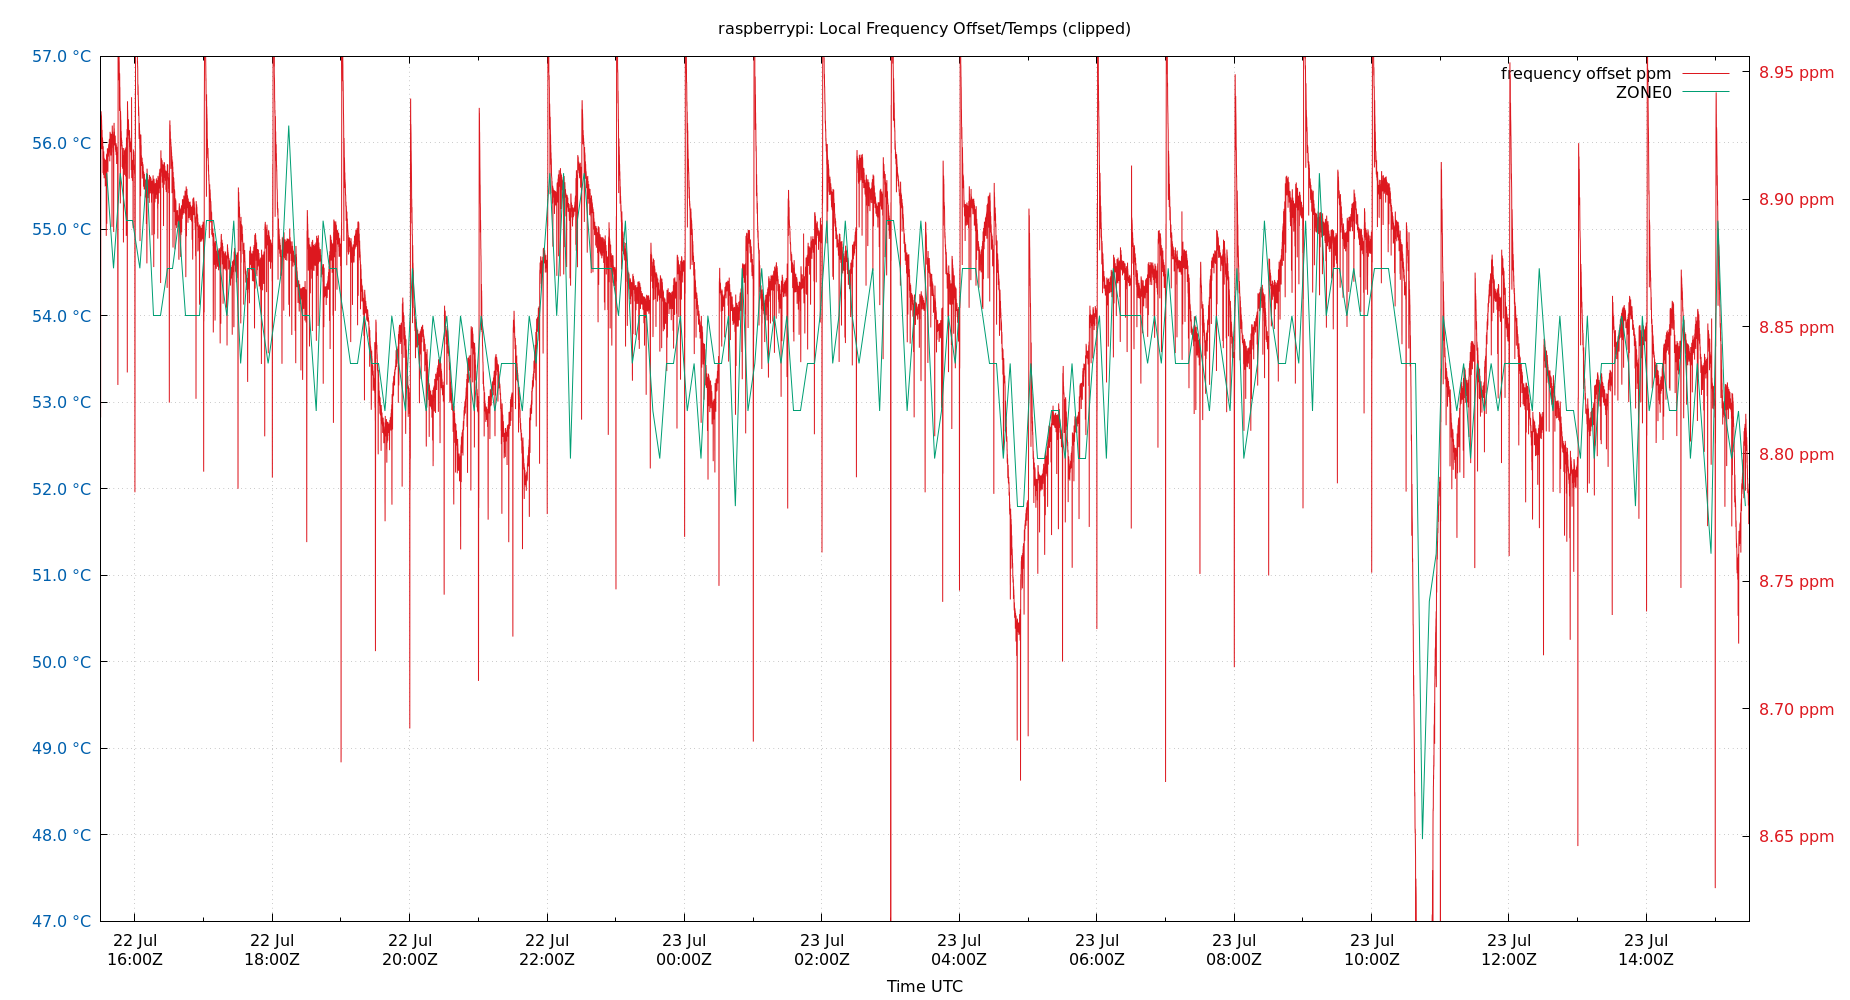 raspberrypi: Local Frequency Offset/Temps (clipped)
57.0 °C
56.0 °C
55.0 °C
54.0 °C
53.0 °C
52.0 °C
51.0 °C
50.0 °C
49.0 °C
48.0 °C
47.0 °C
frequency offset ppm
ZONE0
8.95 ppm
8.90 ppm
8.85 ppm
8.80 ppm
8.75 ppm
8.70 ppm
8.65 ppm
22 Jul 22 Jul 22 Jul 22 Jul 23 Jul 23 Jul 23 Jul 23 Jul 23 Jul 23 Jul 23 Jul 23 Jul
16:00Z 18:00Z 20:00Z 22:00Z 00:00Z 02:00Z 04:00Z 06:00Z 08:00Z 10:00Z 12:00Z 14:00Z
Time UTC